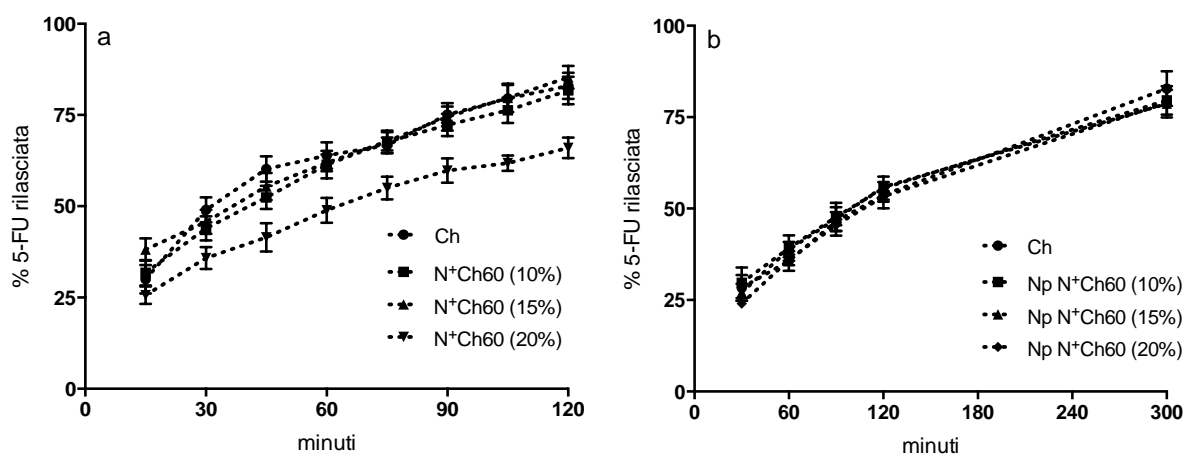 a
100
75
50
25
0
% 5-FU rilasciata
Ch
N⁺Ch60 (10%)
N⁺Ch60 (15%)
N⁺Ch60 (20%)
0 30 60 90 120
minuti
b
100
75
50
25
0
% 5-FU rilasciata
Ch
Np N⁺Ch60 (10%)
Np N⁺Ch60 (15%)
Np N⁺Ch60 (20%)
0 60 120 180 240 300
minuti